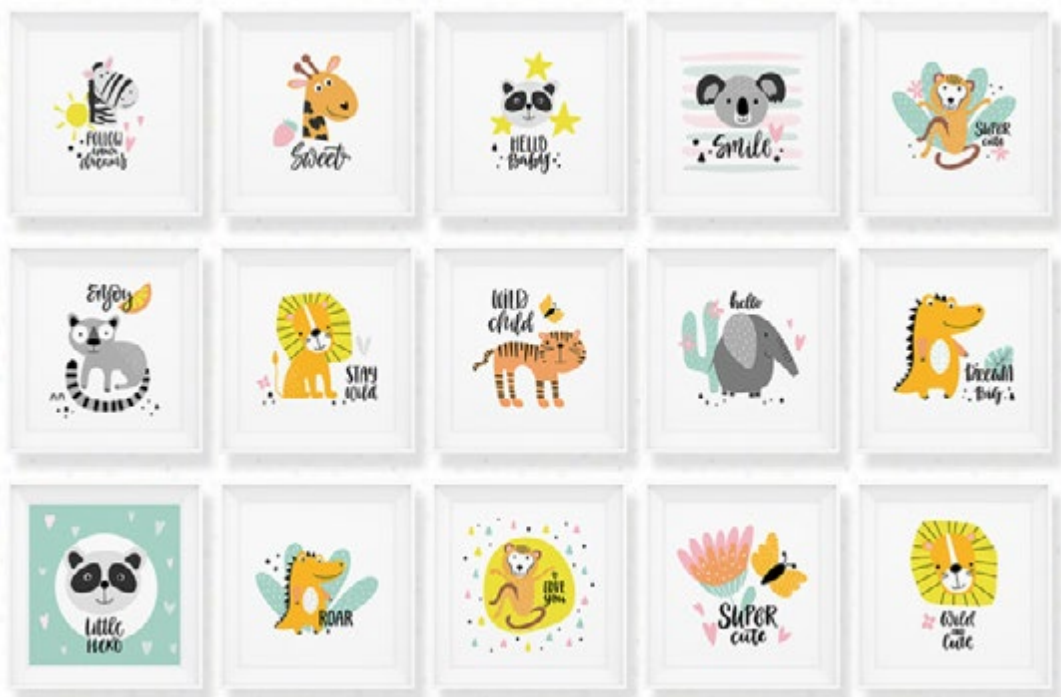 FOLLOW
your
dreams
Sweet
HELLO
Baby
Smile
SUPER
cute
Enjoy
STAY
Wild
WILD
child
hello
DREAM
Big
Little
HERO
ROAR
I
LOVE
you
SUPER
cute
Wild
AND
Cute